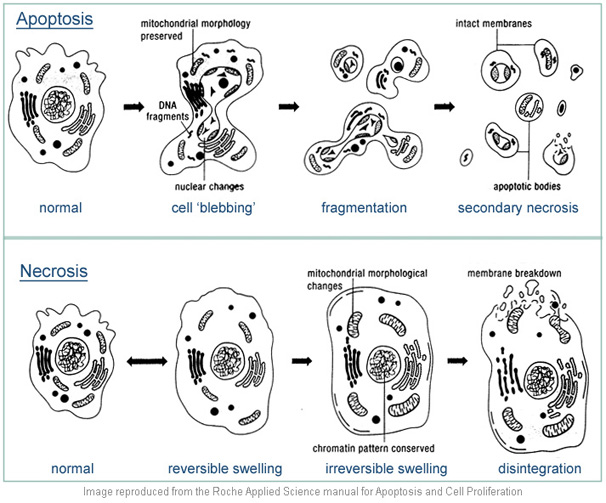 Apoptosis
mitochondrial morphology
preserved
intact membranes
DNA
fragments
nuclear changes
apoptotic bodies
normal
cell ‘blebbing’
fragmentation
secondary necrosis
Necrosis
mitochondrial morphological
changes
membrane breakdown
chromatin pattern conserved
normal
reversible swelling
irreversible swelling
disintegration
Image reproduced from the Roche Applied Science manual for Apoptosis and Cell Proliferation